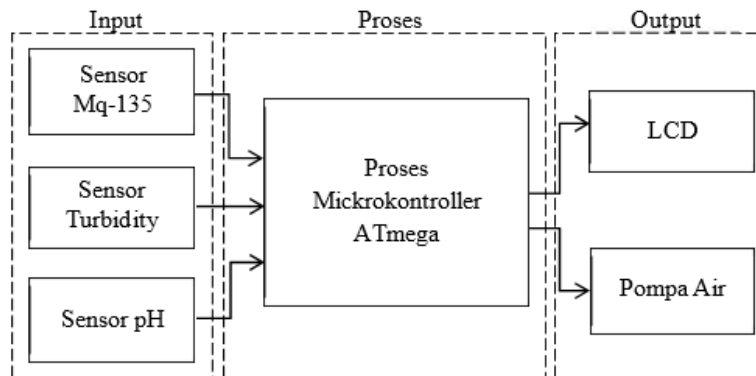 Input
Proses
Output
Sensor
Mq-135
Sensor
Turbidity
Sensor pH
Proses
Mickrokontroller
ATmega
LCD
Pompa Air